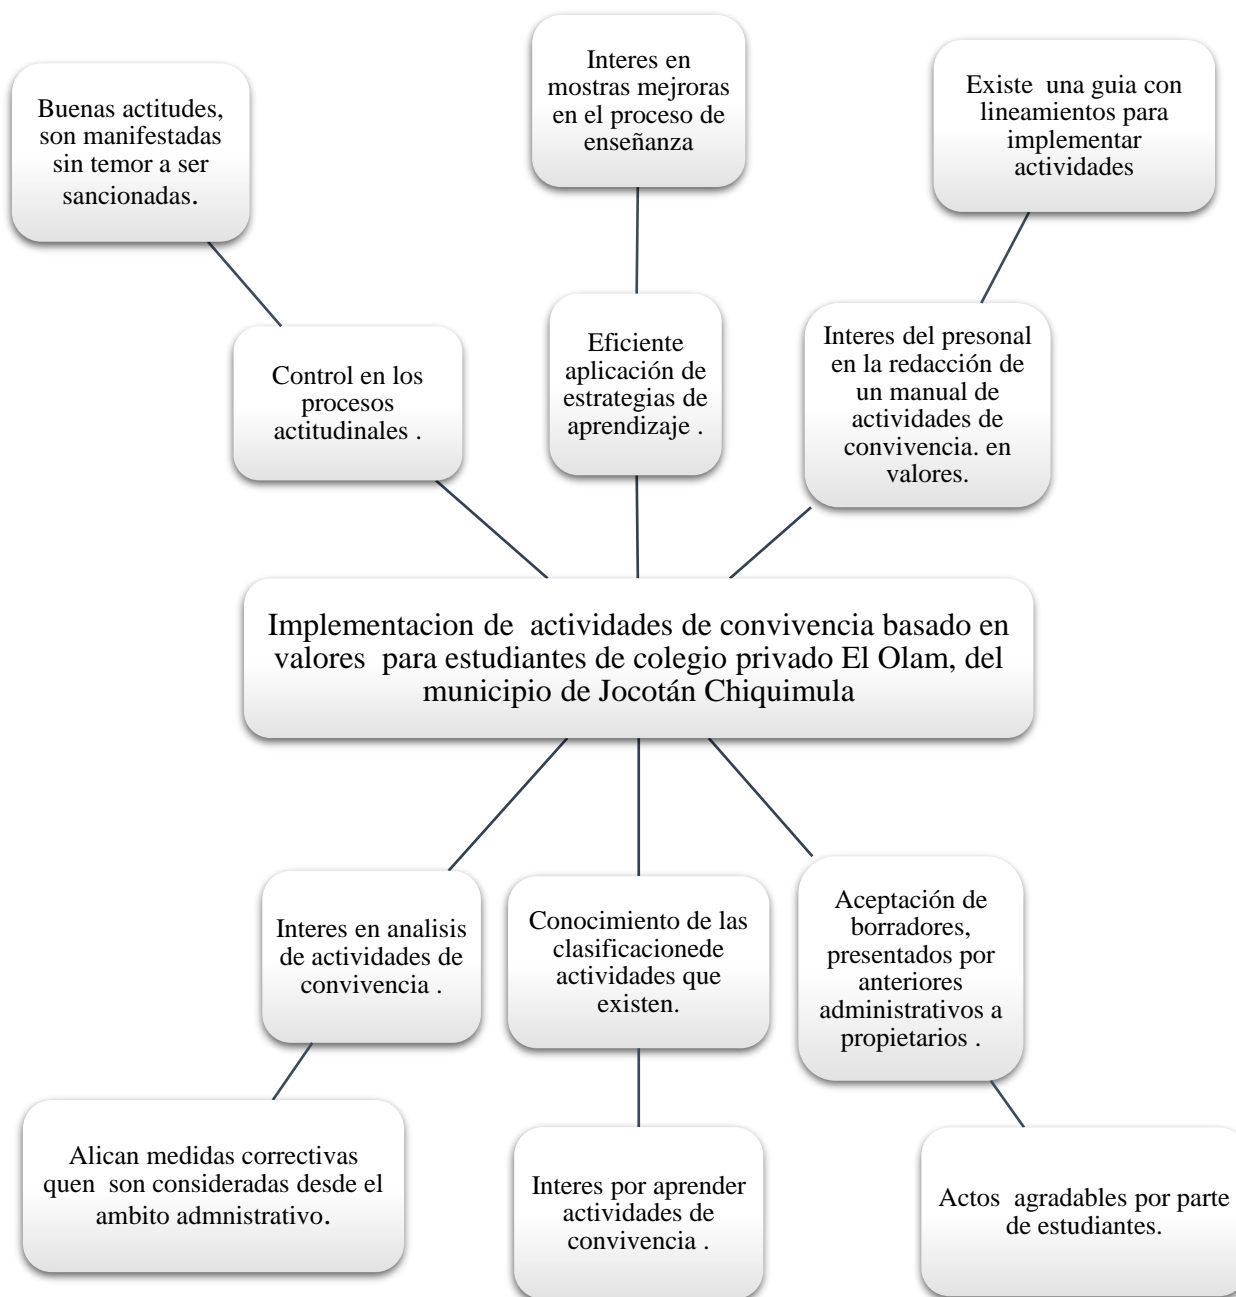 Interes en
mostras mejroras
en el proceso de
enseñanza
Existe una guia con
lineamientos para
implementar
actividades
Buenas actitudes,
son manifestadas
sin temor a ser
sancionadas.
Eficiente
aplicación de
estrategias de
aprendizaje .
Interes del presonal
en la redacción de
un manual de
actividades de
convivencia. en
valores.
Control en los
procesos
actitudinales .
Implementacion de actividades de convivencia basado en
valores para estudiantes de colegio privado El Olam, del
municipio de Jocotán Chiquimula
Interes en analisis
de actividades de
convivencia .
Conocimiento de las
clasificacionede
actividades que
existen.
Aceptación de
borradores,
presentados por
anteriores
administrativos a
propietarios .
Alican medidas correctivas
quen son consideradas desde el
ambito admnistrativo.
Interes por aprender
actividades de
convivencia .
Actos agradables por parte
de estudiantes.